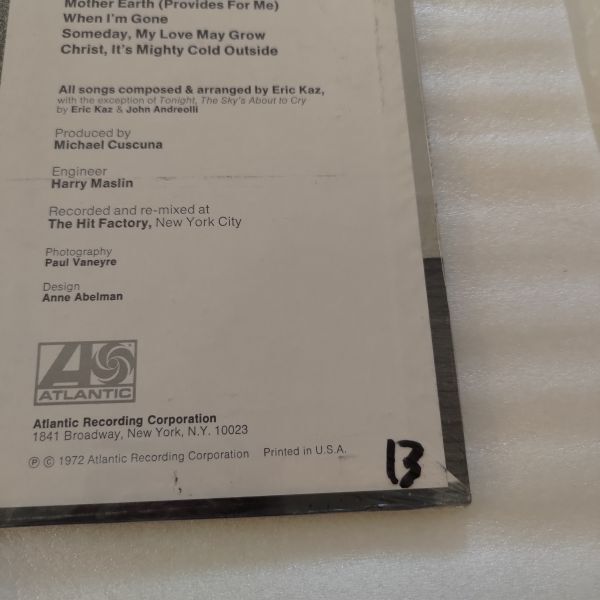 Mother Earth (Provides For Me)
When I'm Gone
Someday, My Love May Grow
Christ, It's Mighty Cold Outside
All songs composed & arranged by Eric Kaz,
with the exception of Tonight, The Sky's About to Cry
by Eric Kaz & John Andreolli
Produced by
Michael Cuscuna
Engineer
Harry Maslin
Recorded and re-mixed at
The Hit Factory, New York City
Photography
Paul Vaneyre
Design
Anne Abelman
ATLANTIC
Atlantic Recording Corporation
1841 Broadway, New York, N.Y. 10023
Ⓟ © 1972 Atlantic Recording Corporation Printed in U.S.A.
13